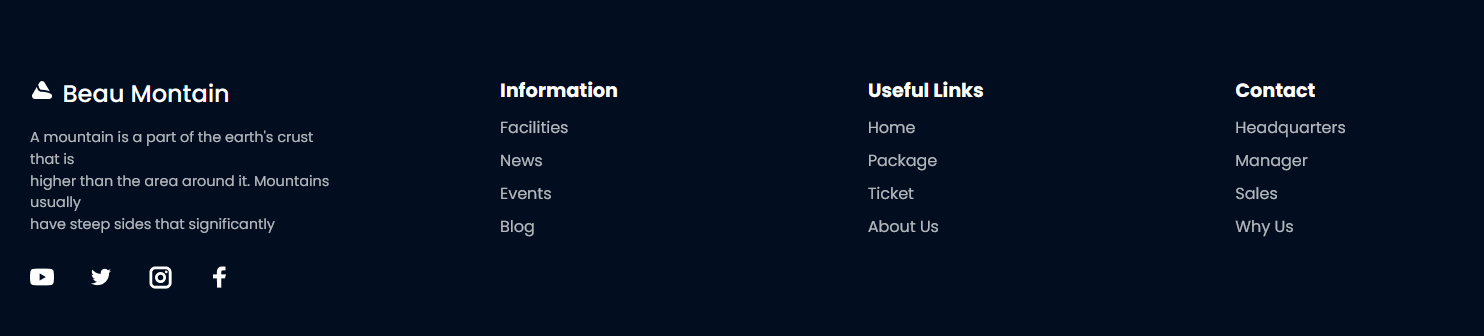 Beau Montain
A mountain is a part of the earth's crust
that is
higher than the area around it. Mountains
usually
have steep sides that significantly
Information
Facilities
News
Events
Blog
Useful Links
Home
Package
Ticket
About Us
Contact
Headquarters
Manager
Sales
Why Us